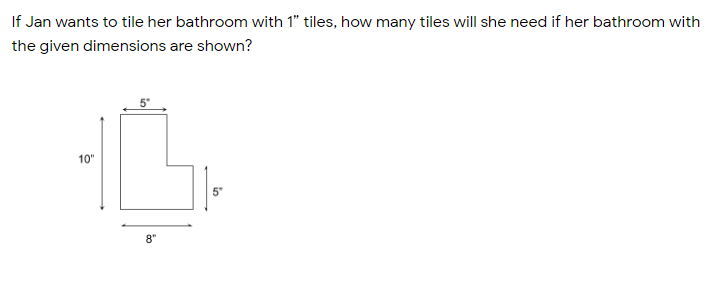 If Jan wants to tile her bathroom with 1” tiles, how many tiles will she need if her bathroom with
the given dimensions are shown?
5"
10"
5"
8"